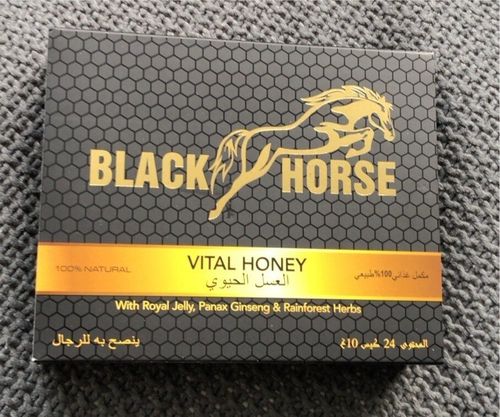 BLACK HORSE
100% NATURAL
VITAL HONEY
العسل الحيوي
مكمل غذائي 100% طبيعي
With Royal Jelly, Panax Ginseng & Rainforest Herbs
ينصح به للرجال
المحتوى 24 كيس 10غ